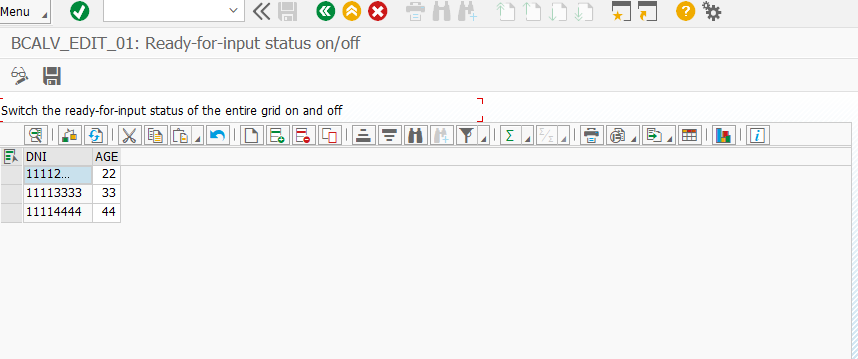 Menu
BCALV_EDIT_01: Ready-for-input status on/off
Switch the ready-for-input status of the entire grid on and off
DNI AGE
11112... 22
11113333 33
11114444 44